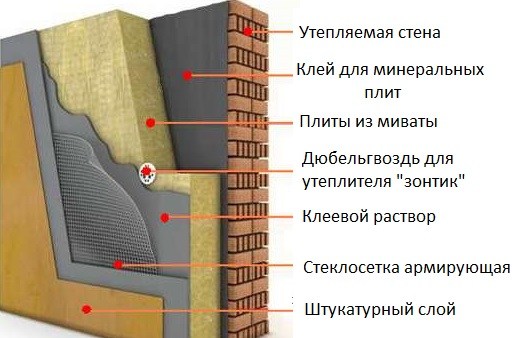 Утепляемая стена
Клей для минеральных
плит
Плиты из миваты
Дюбельгвоздь для
утеплителя "зонтик"
Клеевой раствор
Стеклосетка армирующая
Штукатурный слой